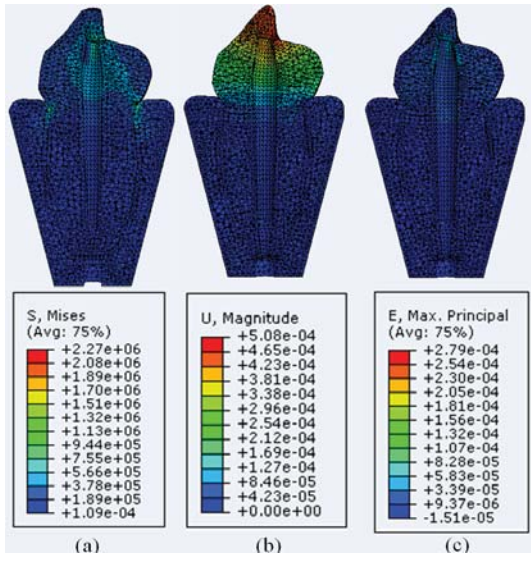 S, Mises
(Avg: 75%)
+2.27e+06
+2.08e+06
+1.89e+06
+1.70e+06
+1.51e+06
+1.32e+06
+1.13e+06
+9.44e+05
+7.55e+05
+5.66e+05
+3.78e+05
+1.89e+05
+1.09e-04
(a)
U, Magnitude
+5.08e-04
+4.65e-04
+4.23e-04
+3.81e-04
+3.38e-04
+2.96e-04
+2.54e-04
+2.12e-04
+1.69e-04
+1.27e-04
+8.46e-05
+4.23e-05
+0.00e+00
(b)
E, Max. Principal
(Avg: 75%)
+2.79e-04
+2.54e-04
+2.30e-04
+2.05e-04
+1.81e-04
+1.56e-04
+1.32e-04
+1.07e-04
+8.28e-05
+5.83e-05
+3.39e-05
+9.37e-06
-1.51e-05
(c)